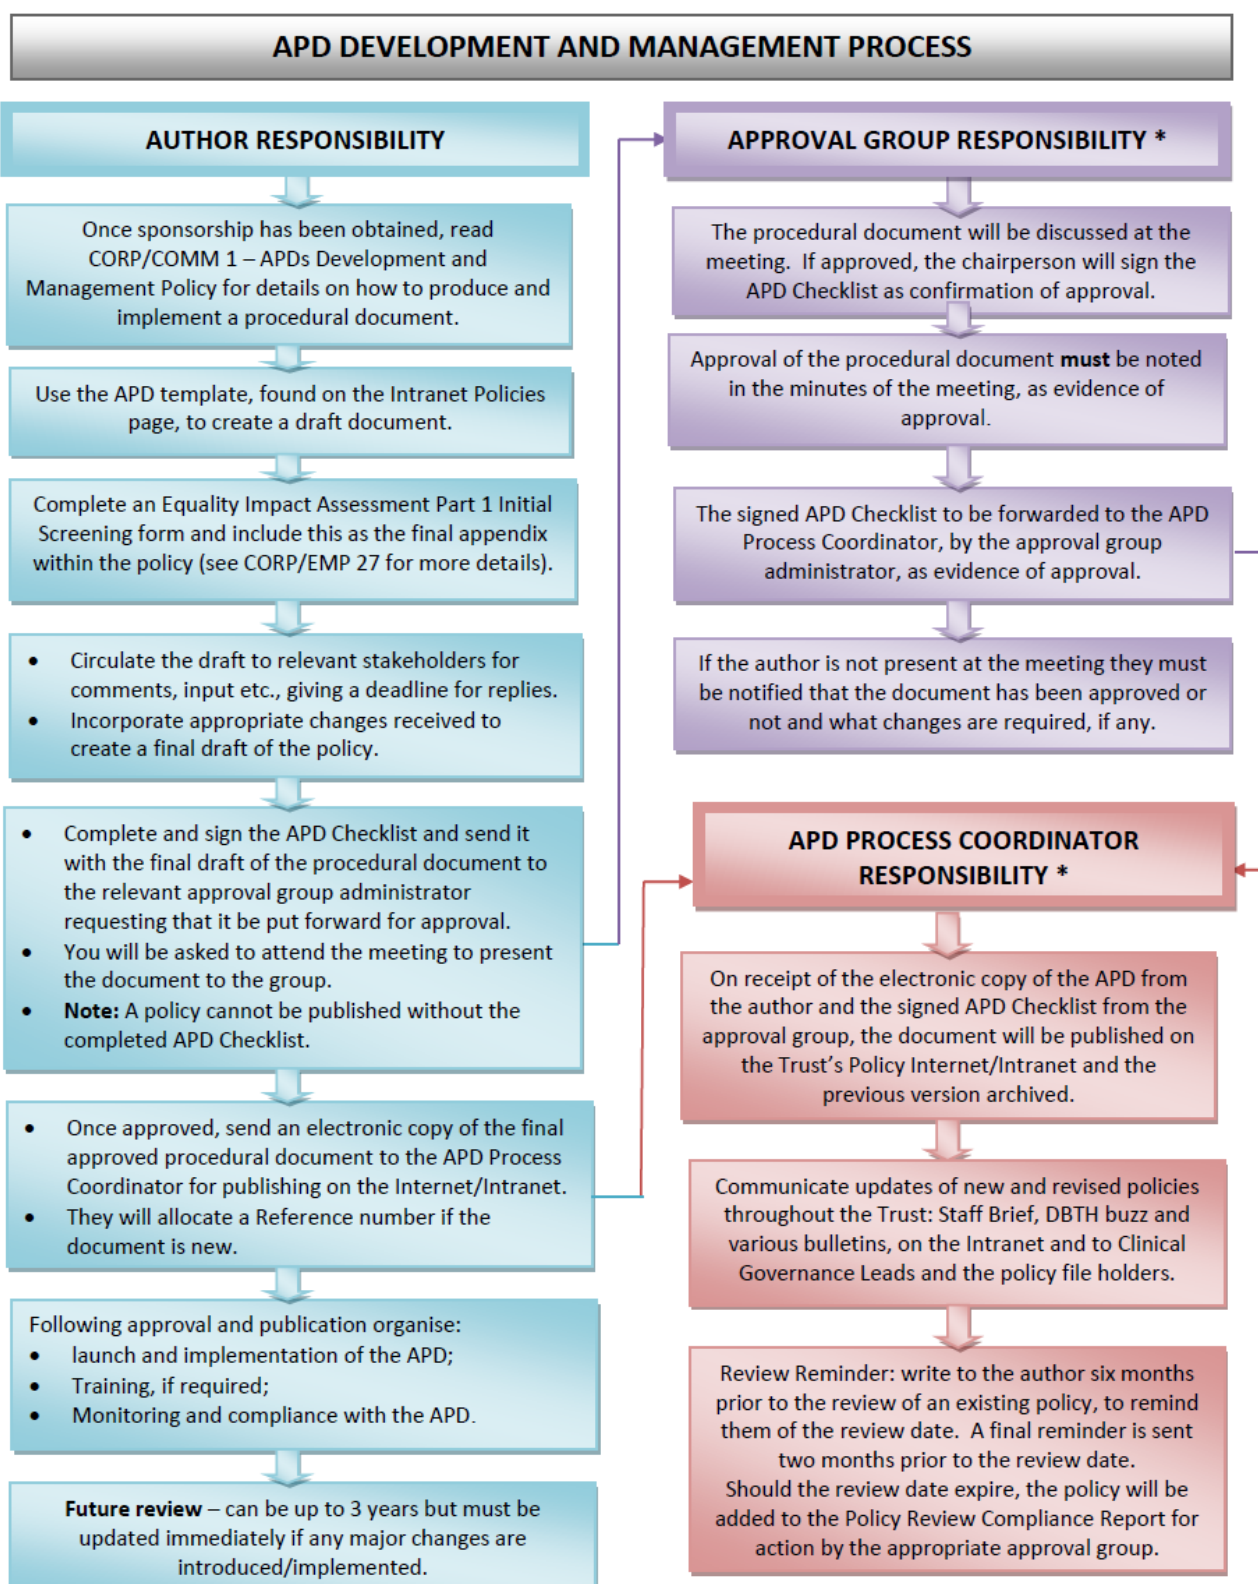 APD DEVELOPMENT AND MANAGEMENT PROCESS
AUTHOR RESPONSIBILITY
Once sponsorship has been obtained, read
CORP/COMM 1 – APDs Development and
Management Policy for details on how to produce and
implement a procedural document.
Use the APD template, found on the Intranet Policies
page, to create a draft document.
Complete an Equality Impact Assessment Part 1 Initial
Screening form and include this as the final appendix
within the policy (see CORP/EMP 27 for more details).
• Circulate the draft to relevant stakeholders for
comments, input etc., giving a deadline for replies.
• Incorporate appropriate changes received to
create a final draft of the policy.
• Complete and sign the APD Checklist and send it
with the final draft of the procedural document to
the relevant approval group administrator
requesting that it be put forward for approval.
• You will be asked to attend the meeting to present
the document to the group.
• Note: A policy cannot be published without the
completed APD Checklist.
• Once approved, send an electronic copy of the final
approved procedural document to the APD Process
Coordinator for publishing on the Internet/Intranet.
• They will allocate a Reference number if the
document is new.
Following approval and publication organise:
• launch and implementation of the APD;
• Training, if required;
• Monitoring and compliance with the APD.
Future review – can be up to 3 years but must be
updated immediately if any major changes are
introduced/implemented.
APPROVAL GROUP RESPONSIBILITY *
The procedural document will be discussed at the
meeting. If approved, the chairperson will sign the
APD Checklist as confirmation of approval.
Approval of the procedural document must be noted
in the minutes of the meeting, as evidence of
approval.
The signed APD Checklist to be forwarded to the APD
Process Coordinator, by the approval group
administrator, as evidence of approval.
If the author is not present at the meeting they must
be notified that the document has been approved or
not and what changes are required, if any.
APD PROCESS COORDINATOR
RESPONSIBILITY *
On receipt of the electronic copy of the APD from
the author and the signed APD Checklist from the
approval group, the document will be published on
the Trust's Policy Internet/Intranet and the
previous version archived.
Communicate updates of new and revised policies
throughout the Trust: Staff Brief, DBTH buzz and
various bulletins, on the Intranet and to Clinical
Governance Leads and the policy file holders.
Review Reminder: write to the author six months
prior to the review of an existing policy, to remind
them of the review date. A final reminder is sent
two months prior to the review date.
Should the review date expire, the policy will be
added to the Policy Review Compliance Report for
action by the appropriate approval group.